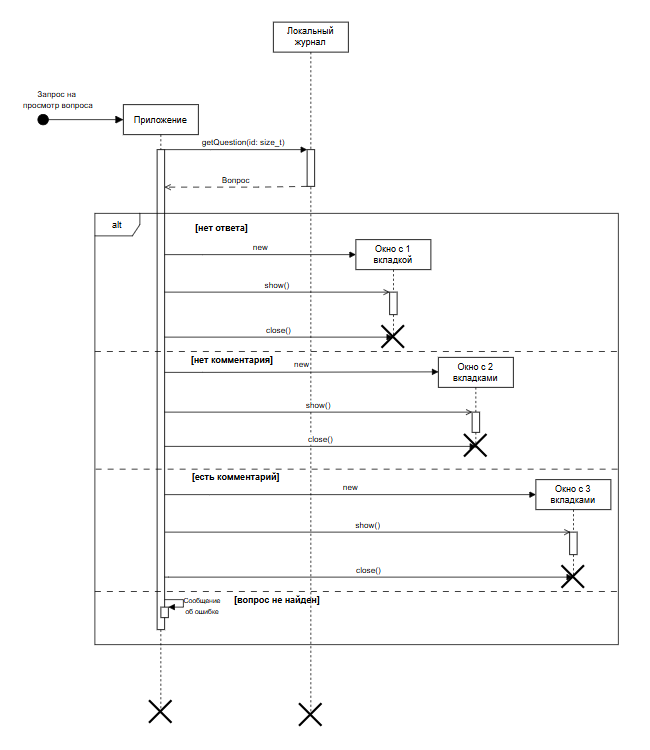 Локальный
журнал
Запрос на
просмотр вопроса
Приложение
getQuestion(id: size_t)
Вопрос
alt
[нет ответа]
new
Окно с 1
вкладкой
show()
close()
[нет комментария]
new
Окно с 2
вкладками
show()
close()
[есть комментарий]
new
Окно с 3
вкладками
show()
close()
Сообщение
об ошибке
[вопрос не найден]